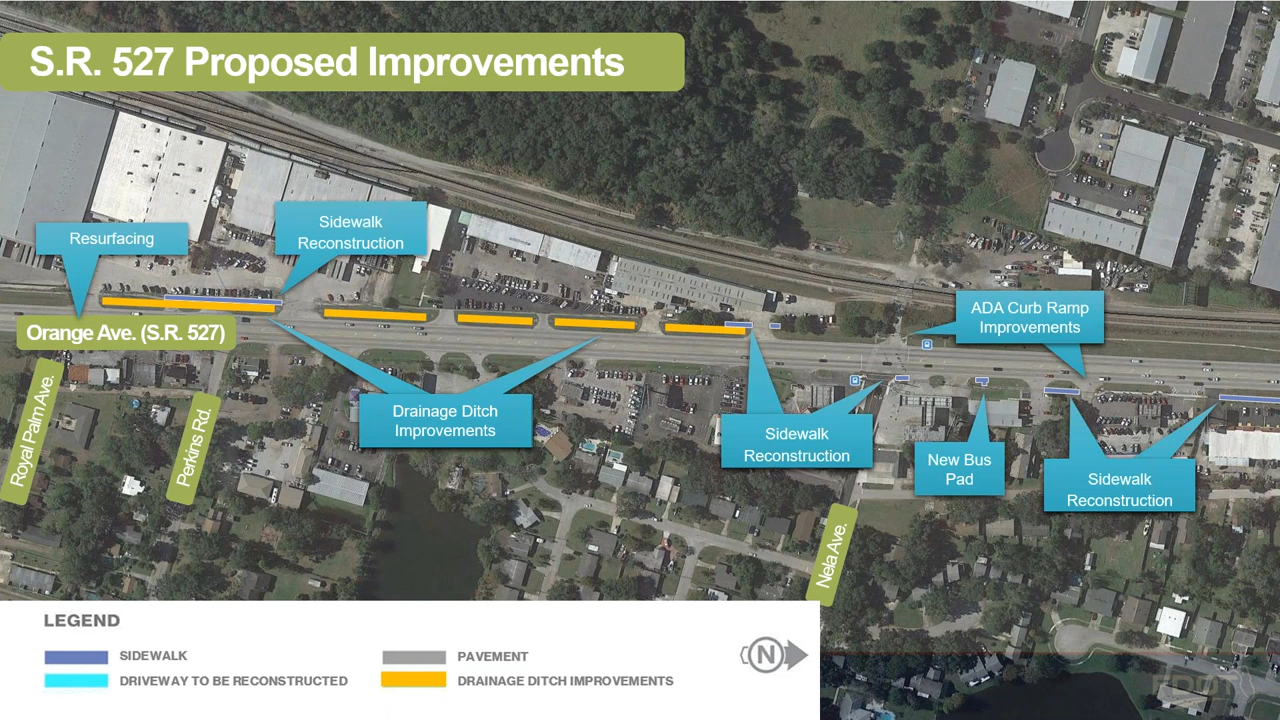 S.R. 527 Proposed Improvements
Resurfacing
Sidewalk
Reconstruction
ADA Curb Ramp
Improvements
Orange Ave. (S.R. 527)
Royal Palm Ave.
Perkins Rd.
Drainage Ditch
Improvements
Sidewalk
Reconstruction
New Bus
Pad
Sidewalk
Reconstruction
Nela Ave.
LEGEND
SIDEWALK
DRIVEWAY TO BE RECONSTRUCTED
PAVEMENT
DRAINAGE DITCH IMPROVEMENTS
N
FDOT